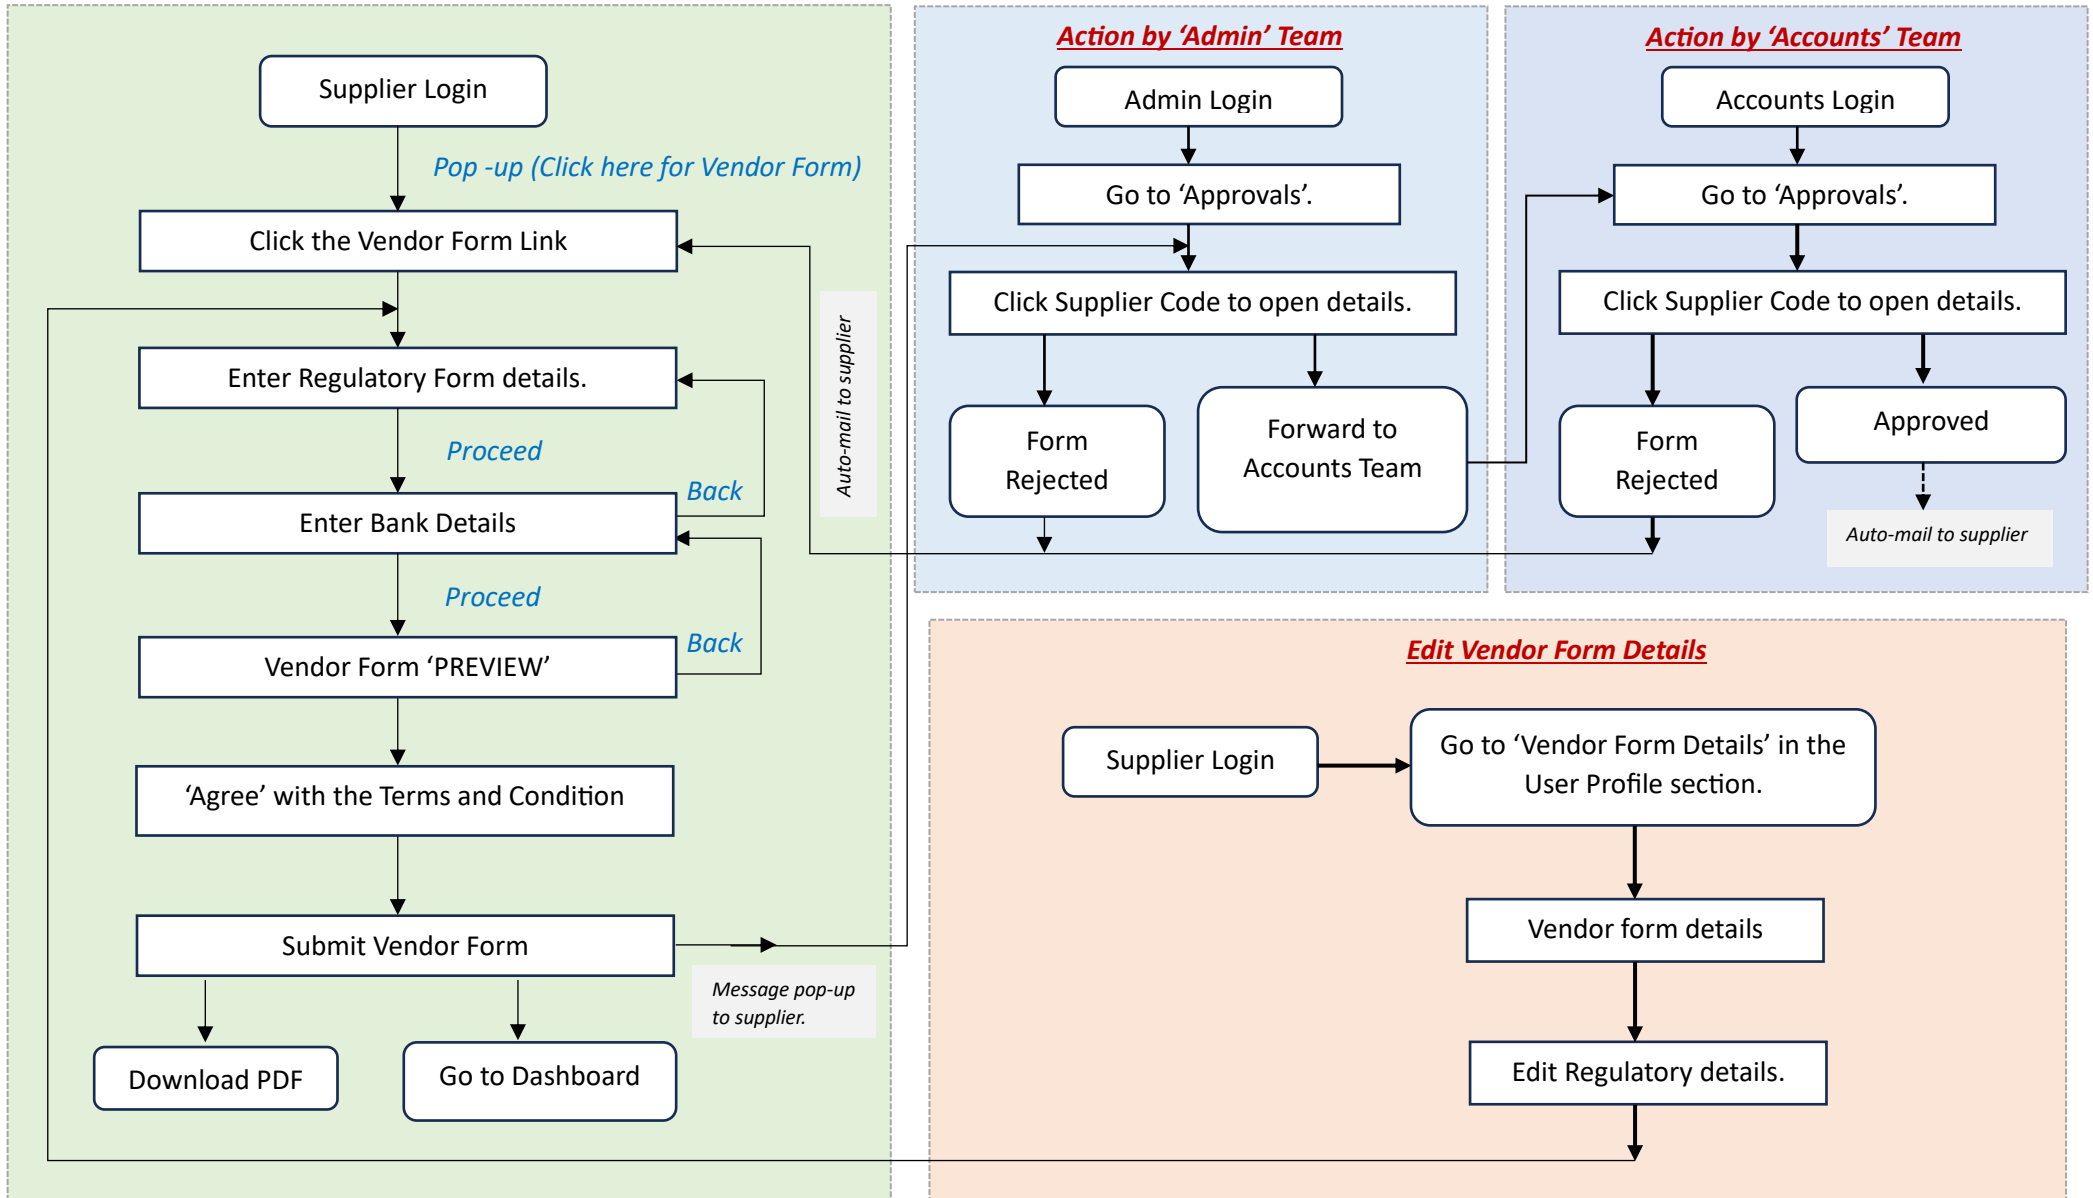 Supplier Login
Pop -up (Click here for Vendor Form)
Click the Vendor Form Link
Enter Regulatory Form details.
Proceed
Back
Enter Bank Details
Proceed
Back
Vendor Form ‘PREVIEW’
‘Agree’ with the Terms and Condition
Submit Vendor Form
Message pop-up
to supplier.
Download PDF
Go to Dashboard
Auto-mail to supplier
Action by ‘Admin’ Team
Admin Login
Go to ‘Approvals’.
Click Supplier Code to open details.
Form
Rejected
Forward to
Accounts Team
Action by ‘Accounts’ Team
Accounts Login
Go to ‘Approvals’.
Click Supplier Code to open details.
Form
Rejected
Approved
Auto-mail to supplier
Edit Vendor Form Details
Supplier Login
Go to ‘Vendor Form Details’ in the
User Profile section.
Vendor form details
Edit Regulatory details.